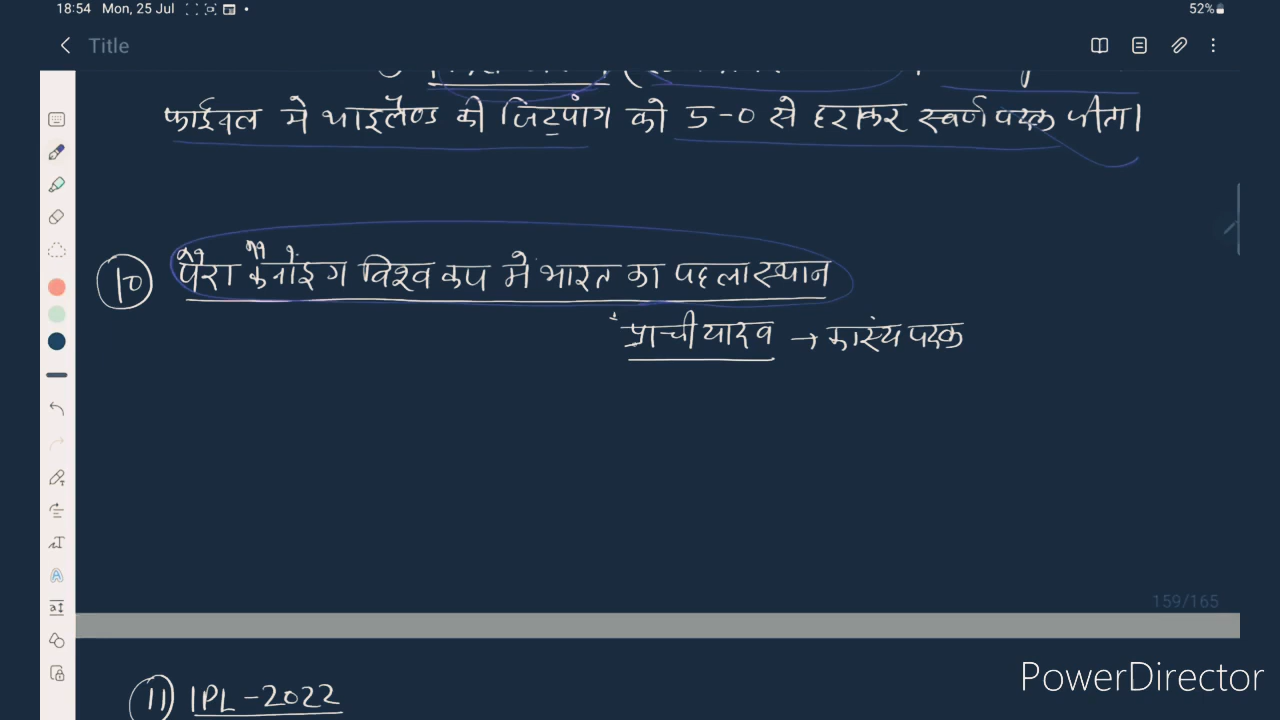 18:54 Mon, 25 Jul
52%
Title
फाईनल में थाइलैण्ड की जिटपांग को 5-0 से हराकर स्वर्ण पदक जीता।
10 पैरा केनोइंग विश्व कप में भारत का पहला स्थान
प्राची यादव → कांस्य पदक
159/165
11) IPL-2022
PowerDirector